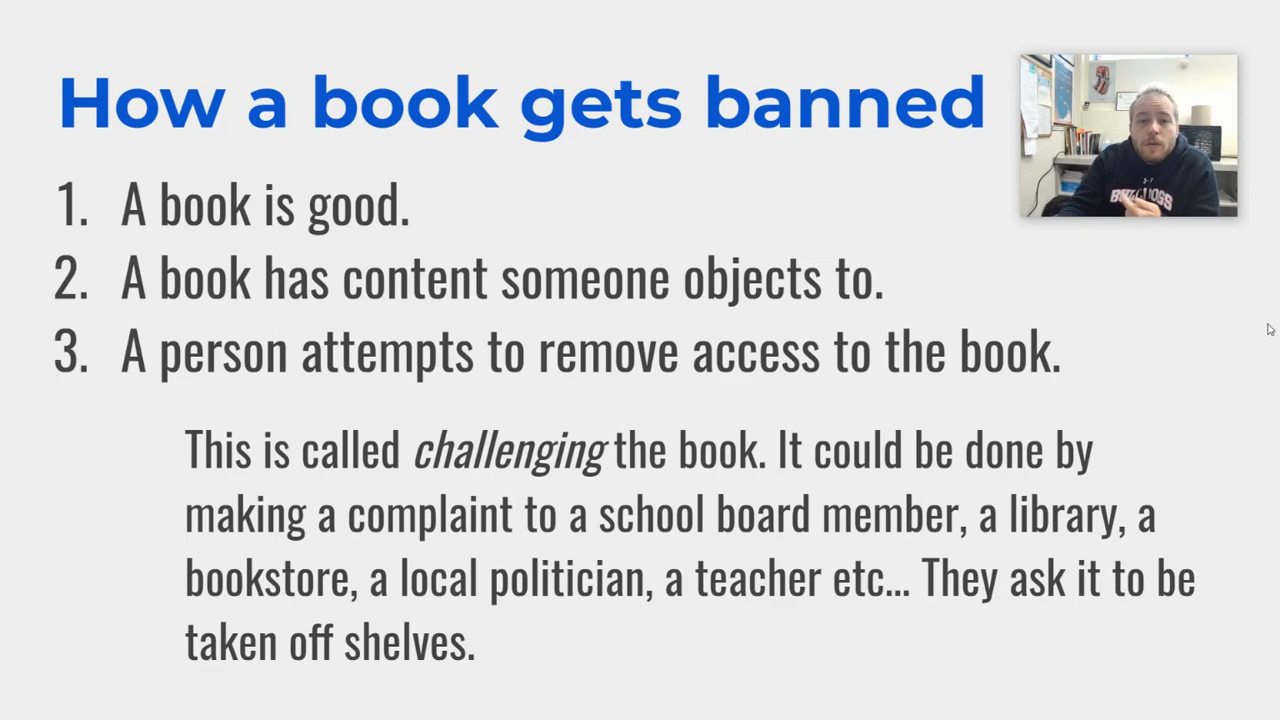 How a book gets banned
1. A book is good.
2. A book has content someone objects to.
3. A person attempts to remove access to the book.
This is called challenging the book. It could be done by
making a complaint to a school board member, a library, a
bookstore, a local politician, a teacher etc... They ask it to be
taken off shelves.
BULLDOGS